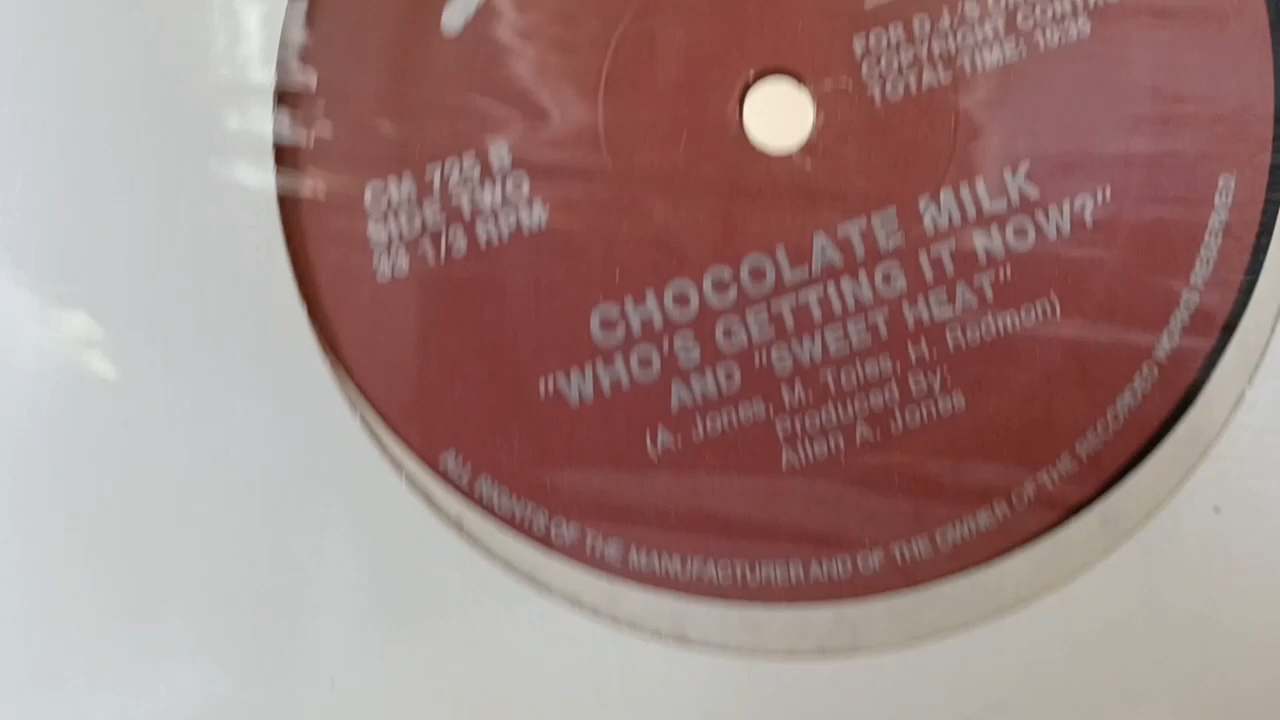 FOR D.J./S
COPYRIGHT CONTROL
TOTAL TIME: 10:35
CM 725 B
SIDE TWO
33 1/3 RPM
CHOCOLATE MILK
"WHO'S GETTING IT NOW?"
AND "SWEET HEAT"
(A. Jones, M. Toles, H. Redmon)
Produced By:
Allen A. Jones
ALL RIGHTS OF THE MANUFACTURER AND OF THE OWNER OF THE RECORDED WORKS RESERVED.